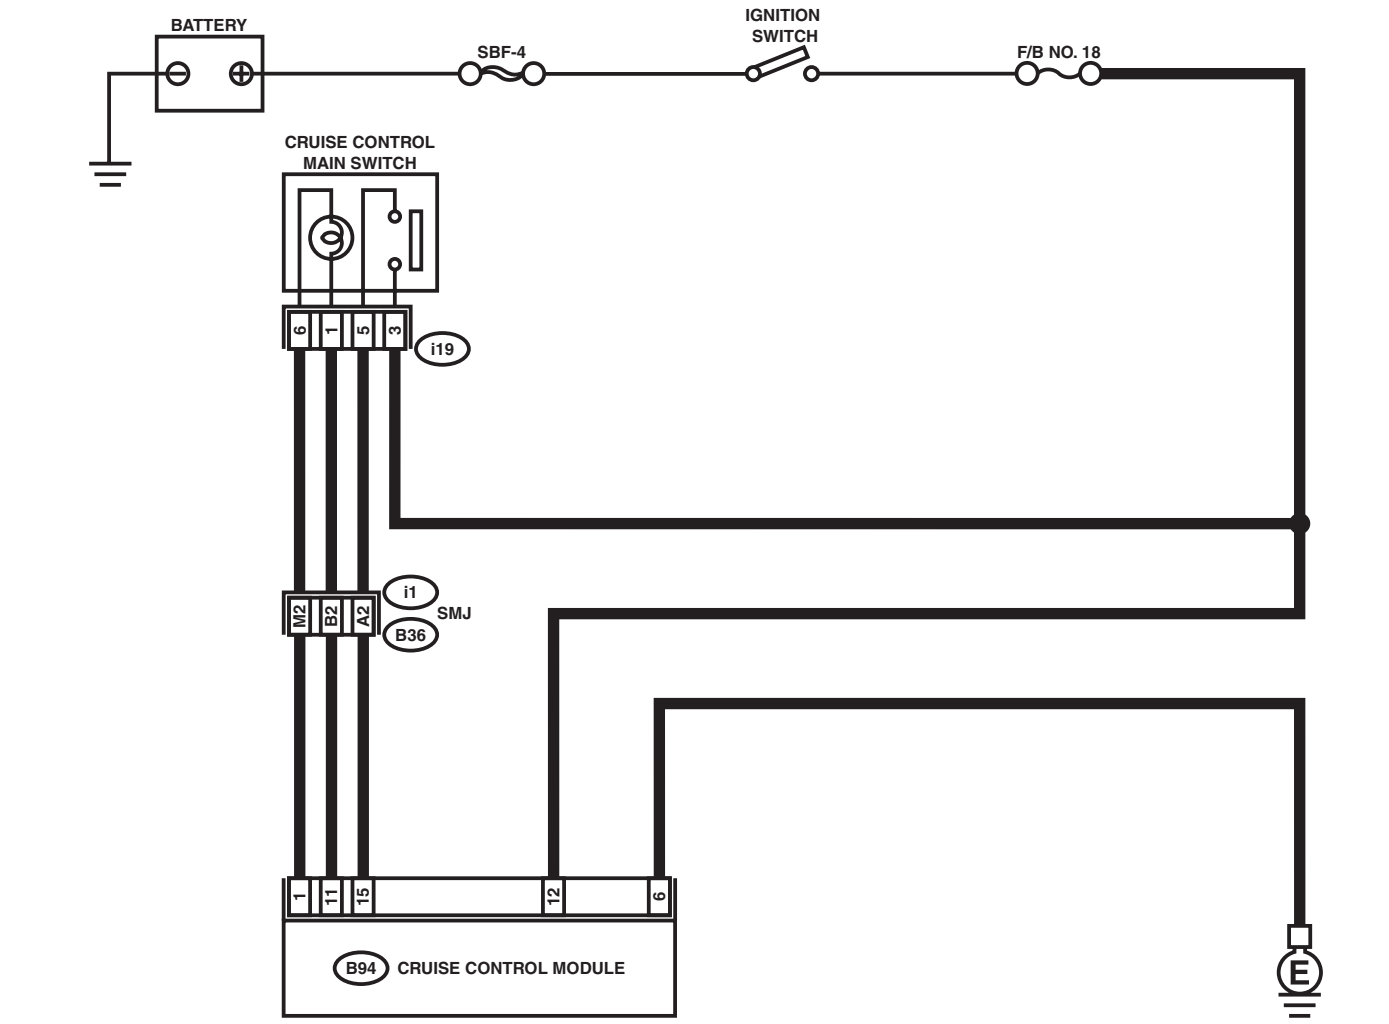 BATTERY
SBF-4
IGNITION
SWITCH
F/B NO. 18
CRUISE CONTROL
MAIN SWITCH
6
1
5
3
i19
M2
B2
A2
i1
SMJ
B36
1
11
15
12
6
B94
CRUISE CONTROL MODULE
E